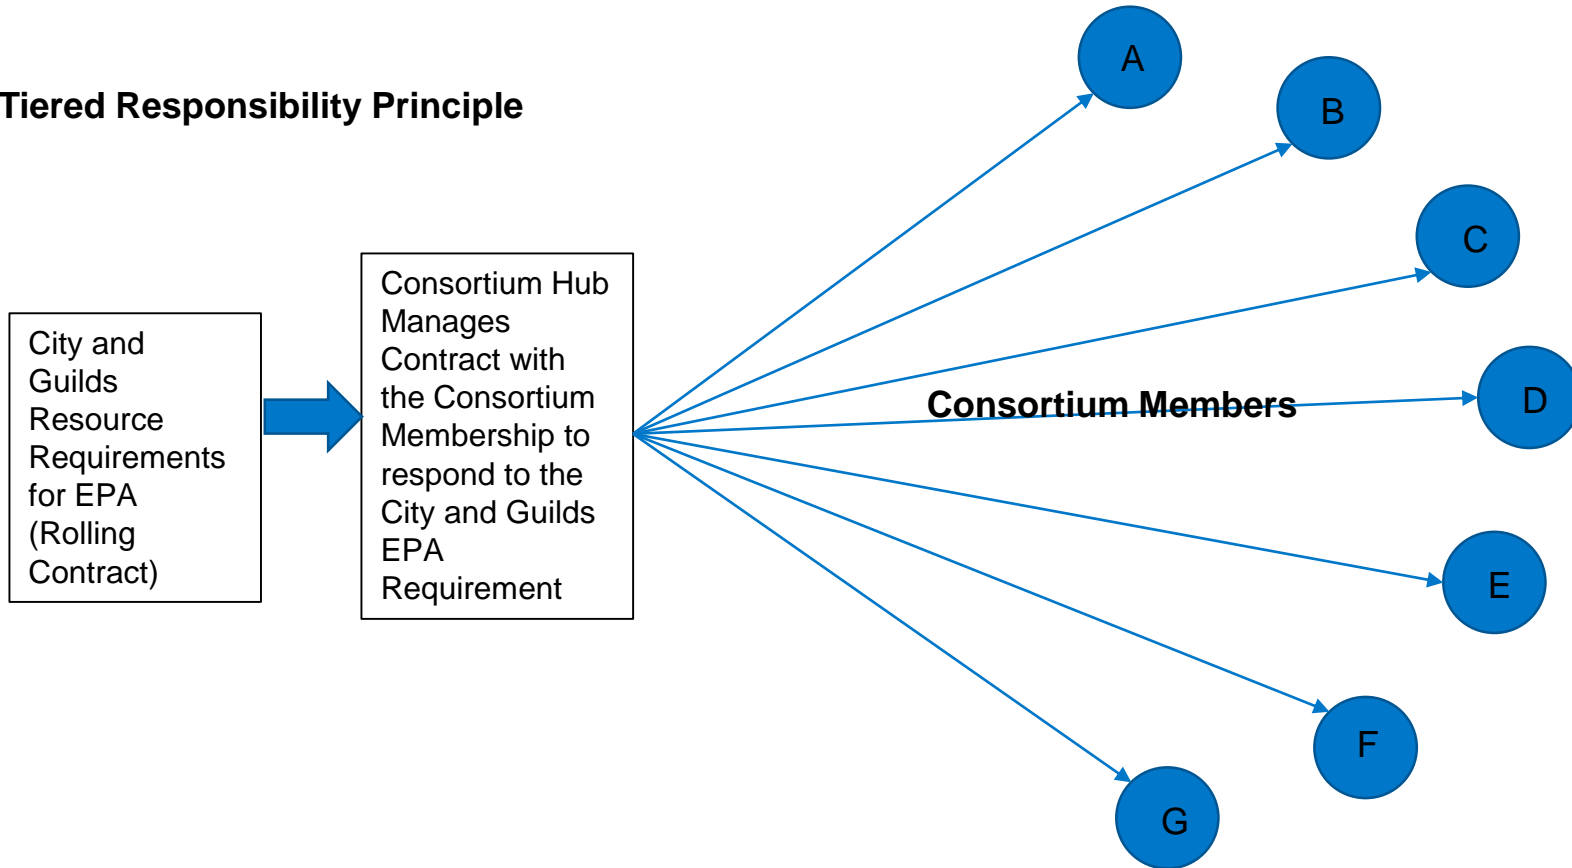 Tiered Responsibility Principle
City and
Guilds
Resource
Requirements
for EPA
(Rolling
Contract)
Consortium Hub
Manages
Contract with
the Consortium
Membership to
respond to the
City and Guilds
EPA
Requirement
Consortium Members
A
B
C
D
E
F
G